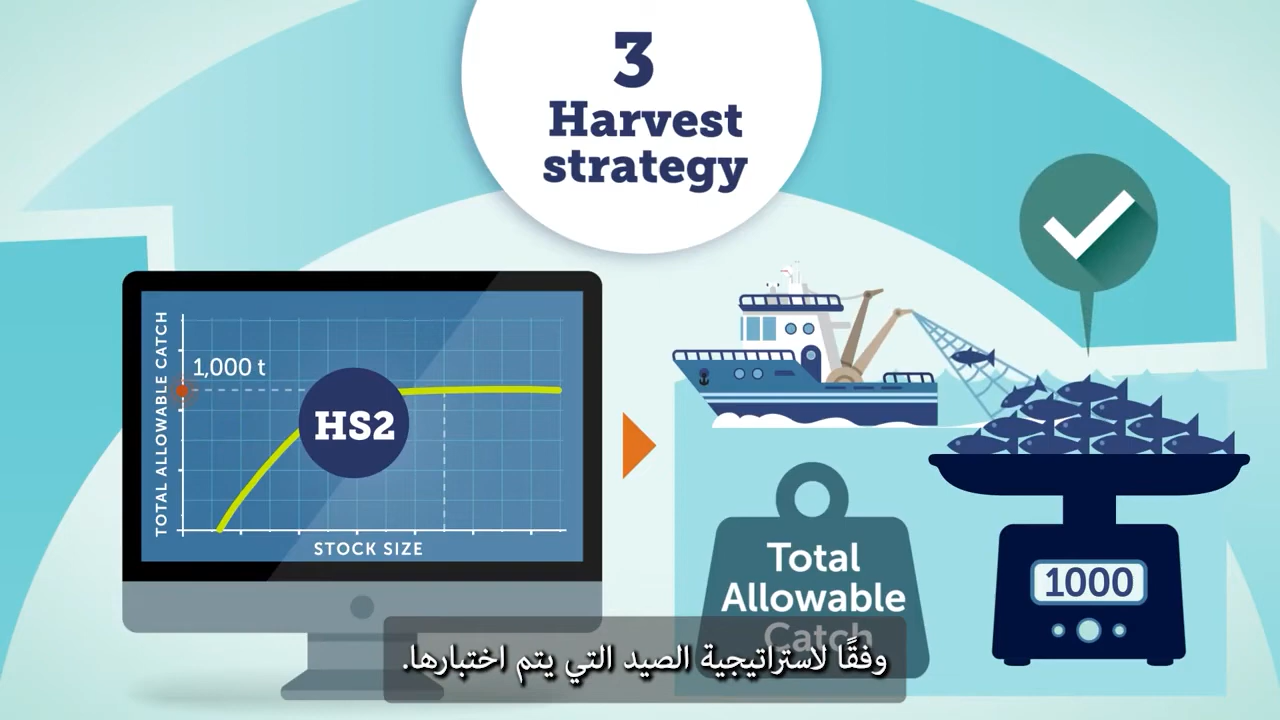 3
Harvest
strategy
TOTAL ALLOWABLE CATCH
1,000 t
HS2
STOCK SIZE
Total
Allowable
Catch
1000
وفقًا لاستراتيجية الصيد التي يتم اختبارها.